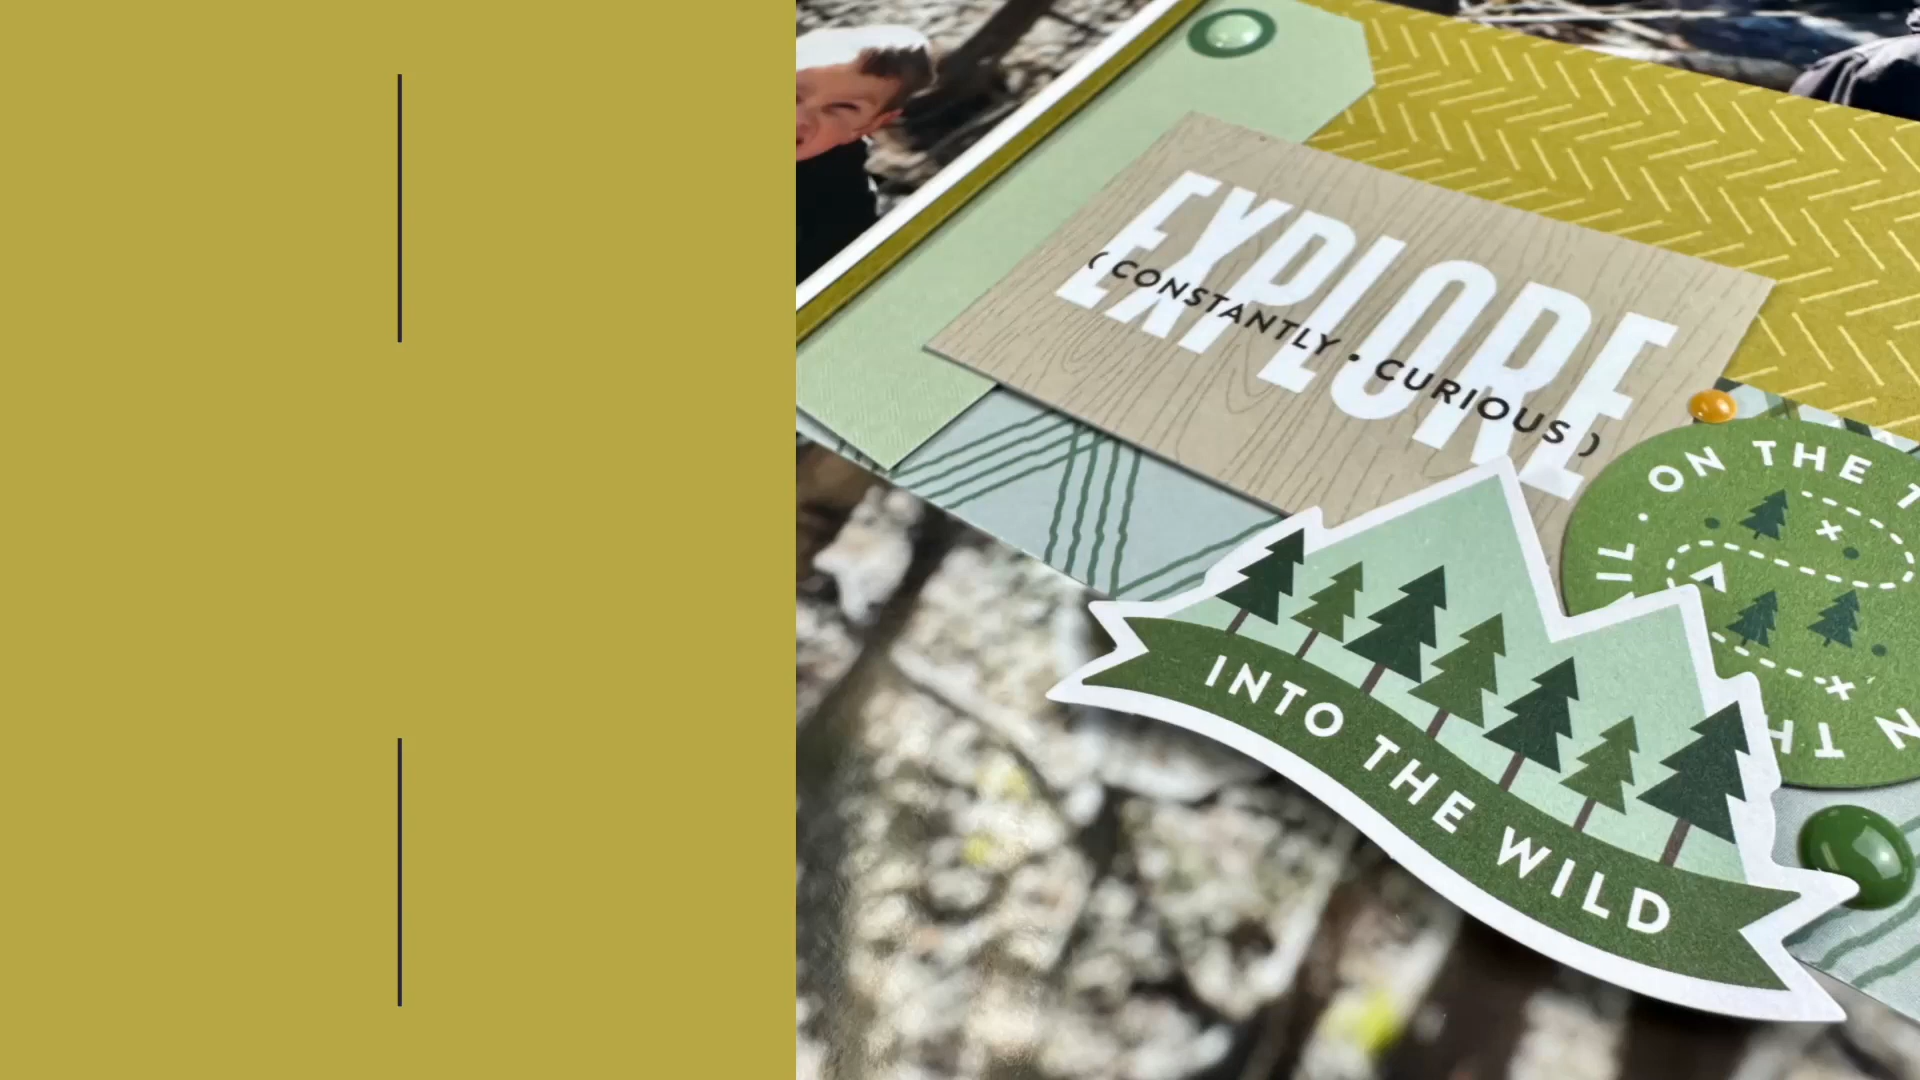 EXPLORE
( CONSTANTLY • CURIOUS )
ON THE
INTO THE WILD